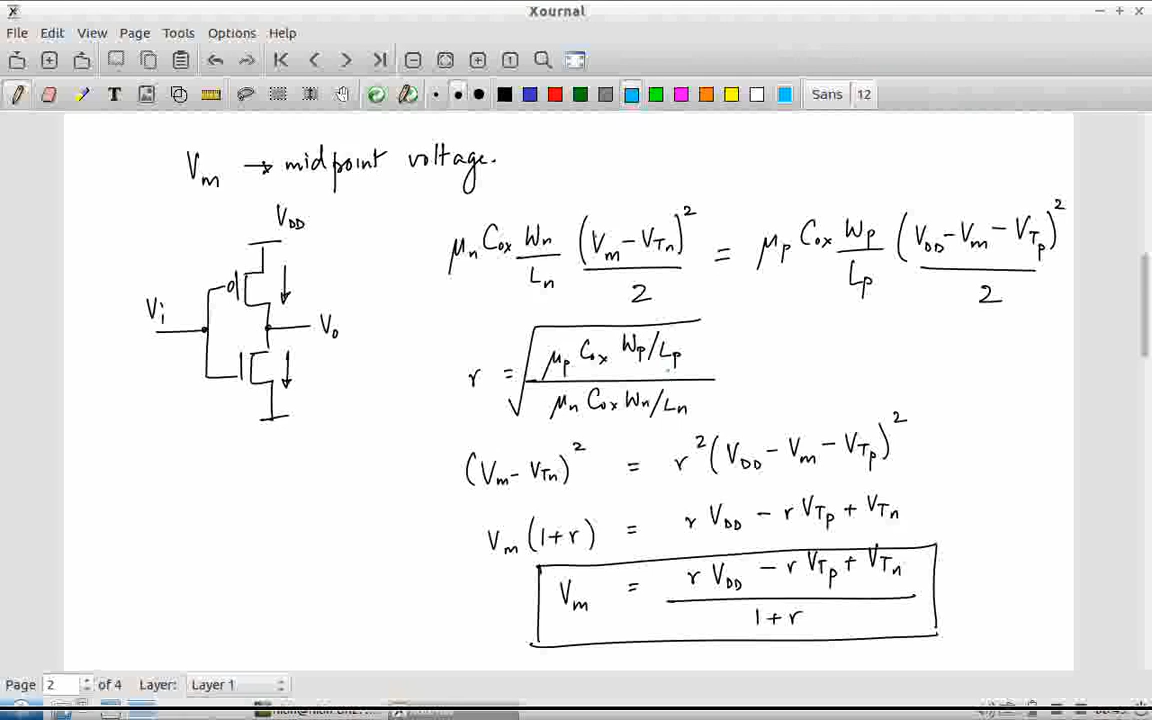 Xournal
File Edit View Page Tools Options Help
Sans 12
Vm → midpoint voltage.
VDD
Vi
Vo
μn Cox Wn/Ln (Vm − VTn)²/2 = μp Cox Wp/Lp (VDD − Vm − VTp)²/2
r = √(μp Cox Wp/Lp / μn Cox Wn/Ln)
(Vm − VTn)² = r²(VDD − Vm − VTp)²
Vm (1+r) = r VDD − r VTp + VTn
Vm = (r VDD − r VTp + VTn) / (1+r)
Page 2 of 4 Layer: Layer 1